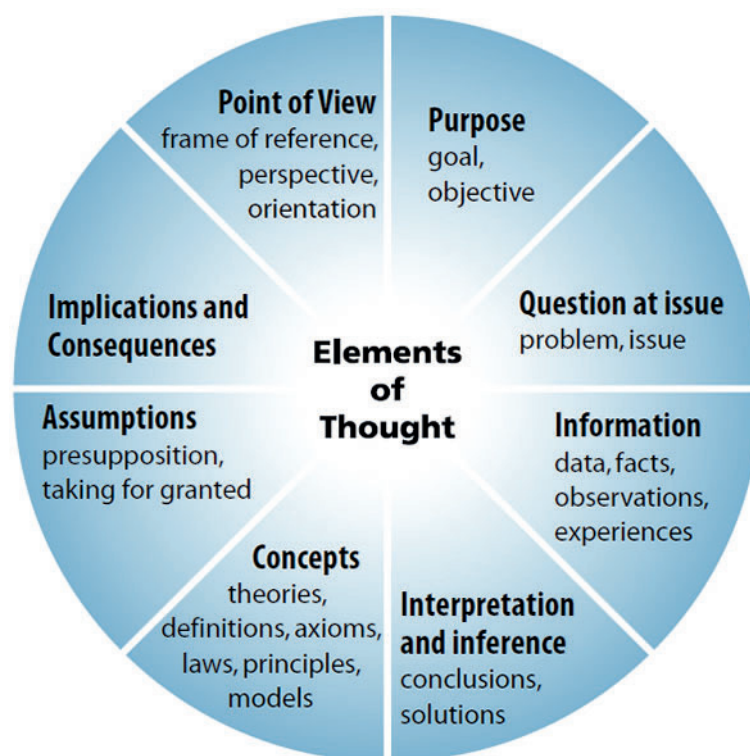 Point of View
frame of reference,
perspective,
orientation
Purpose
goal,
objective
Question at issue
problem, issue
Information
data, facts,
observations,
experiences
Interpretation
and inference
conclusions,
solutions
Concepts
theories,
definitions, axioms,
laws, principles,
models
Assumptions
presupposition,
taking for granted
Implications and
Consequences
Elements
of
Thought